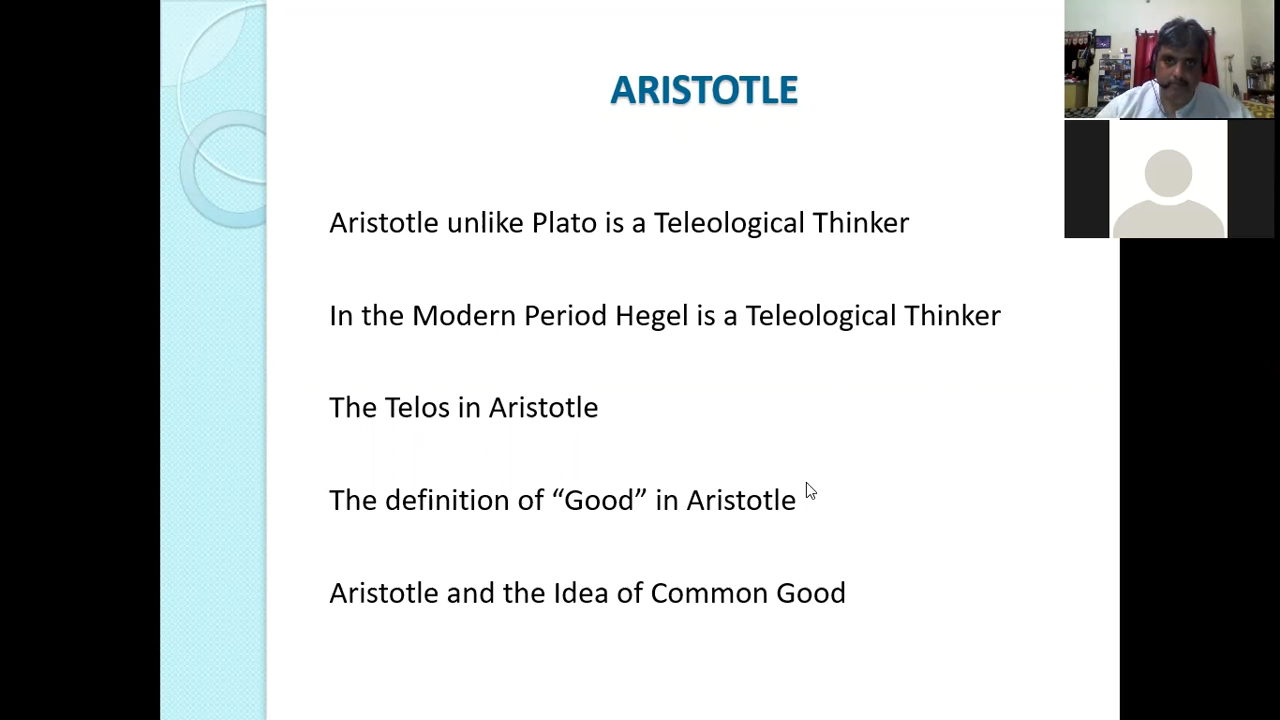 ARISTOTLE
Aristotle unlike Plato is a Teleological Thinker
In the Modern Period Hegel is a Teleological Thinker
The Telos in Aristotle
The definition of “Good” in Aristotle
Aristotle and the Idea of Common Good